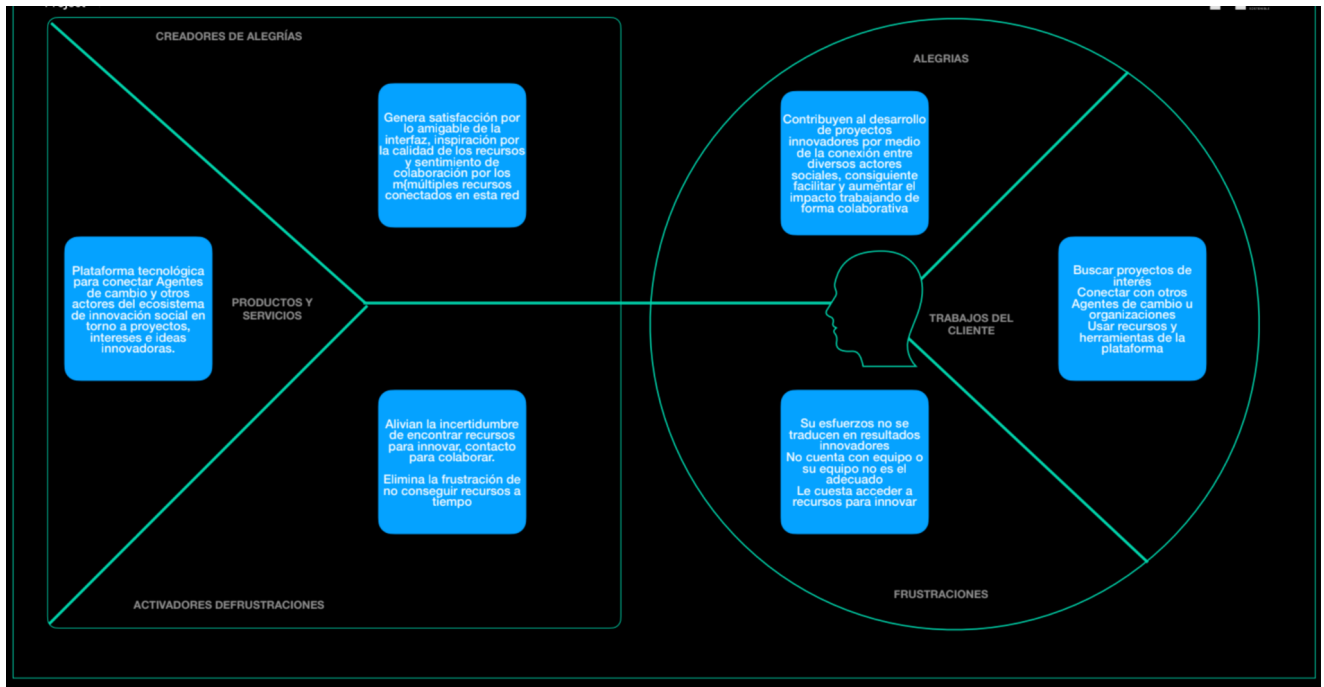 Project
CREADORES DE ALEGRÍAS
Genera satisfacción por
lo amigable de la
interfaz, inspiración por
la calidad de los recursos
y sentimiento de
colaboración por los
m{múltiples recursos
conectados en esta red
Plataforma tecnológica
para conectar Agentes
de cambio y otros
actores del ecosistema
de innovación social en
torno a proyectos,
intereses e ideas
innovadoras.
PRODUCTOS Y
SERVICIOS
Alivian la incertidumbre
de encontrar recursos
para innovar, contacto
para colaborar.
Elimina la frustración de
no conseguir recursos a
tiempo
ACTIVADORES DEFRUSTRACIONES
ALEGRIAS
Contribuyen al desarrollo
de proyectos
innovadores por medio
de la conexión entre
diversos actores
sociales, consiguiente
facilitar y aumentar el
impacto trabajando de
forma colaborativa
TRABAJOS DEL
CLIENTE
Buscar proyectos de
interés
Conectar con otros
Agentes de cambio u
organizaciones
Usar recursos y
herramientas de la
plataforma
Su esfuerzos no se
traducen en resultados
innovadores
No cuenta con equipo o
su equipo no es el
adecuado
Le cuesta acceder a
recursos para innovar
FRUSTRACIONES